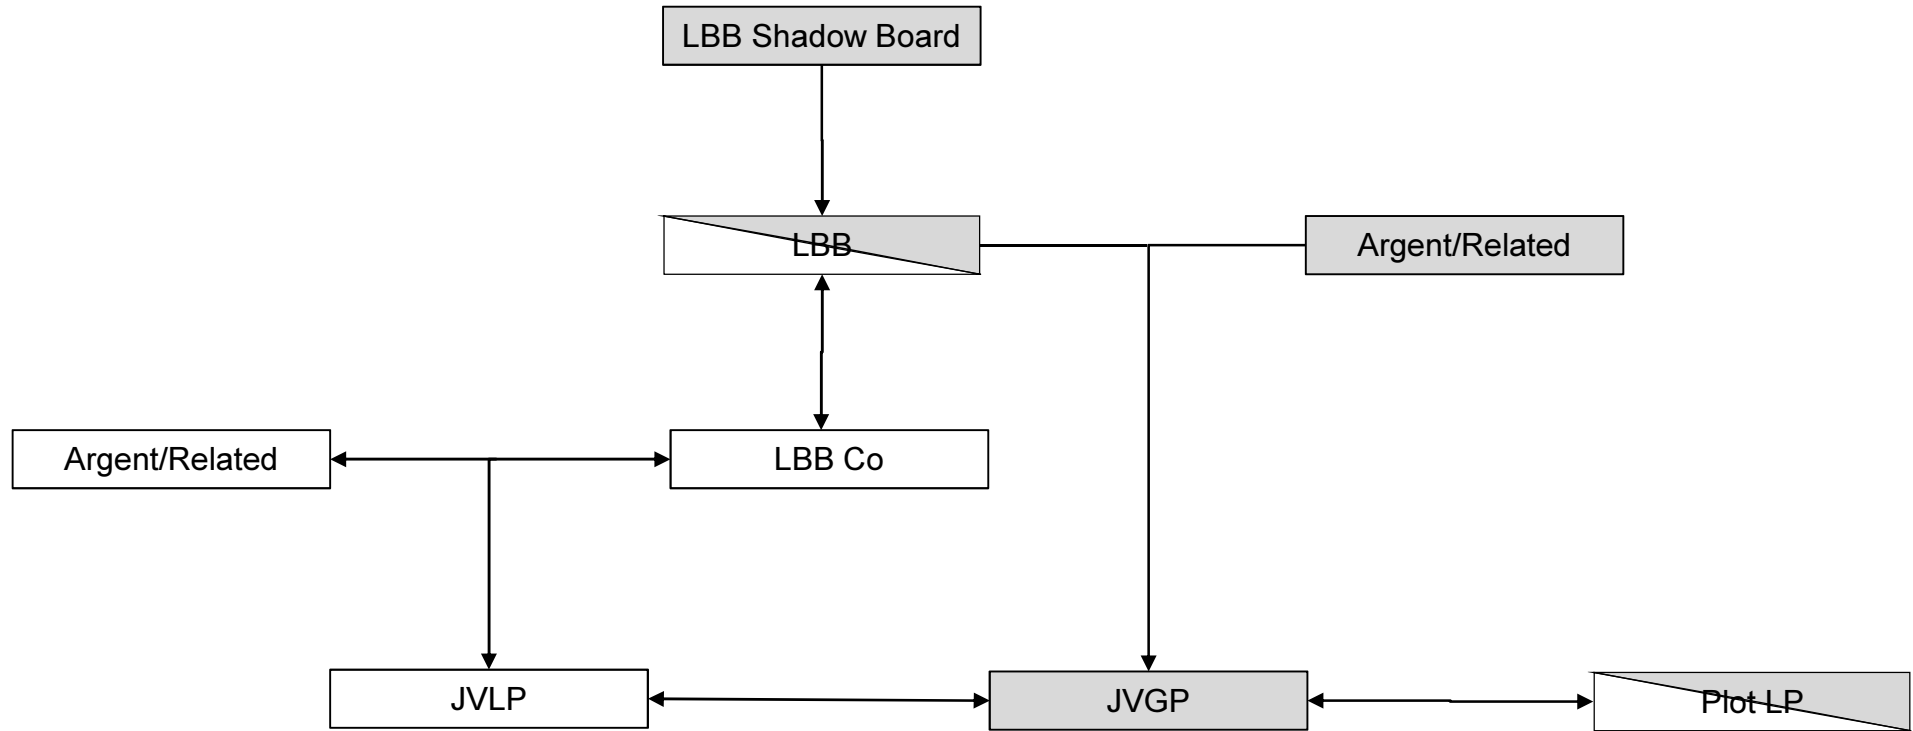 LBB Shadow Board
LBB
Argent/Related
Argent/Related
LBB Co
JVLP
JVGP
Plot LP